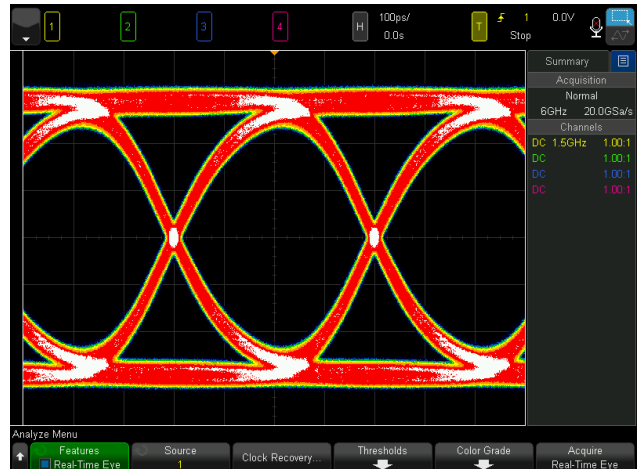 1 2 3 4 H 100ps/ 0.0s T 1 Stop 0.0V
Summary
Acquisition
Normal
6GHz 20.0GSa/s
Channels
DC 1.5GHz 1.00:1
DC 1.00:1
DC 1.00:1
DC 1.00:1
Analyze Menu
Features Source Clock Recovery... Thresholds Color Grade Acquire
Real-Time Eye 1 Real-Time Eye